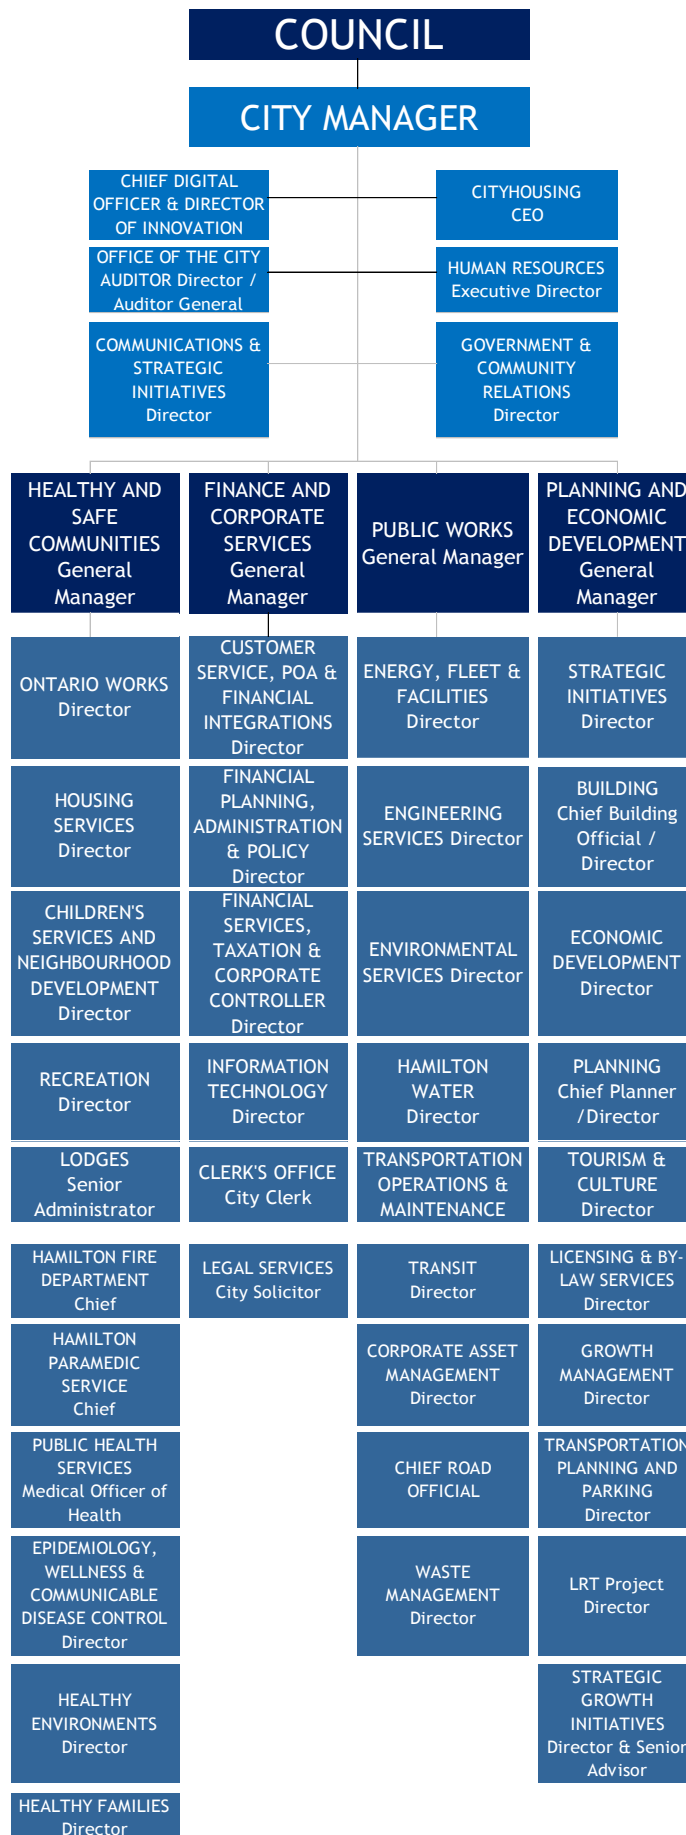 COUNCIL
CITY MANAGER
CHIEF DIGITAL
OFFICER & DIRECTOR
OF INNOVATION
CITYHOUSING
CEO
OFFICE OF THE CITY
AUDITOR Director /
Auditor General
HUMAN RESOURCES
Executive Director
COMMUNICATIONS &
STRATEGIC
INITIATIVES
Director
GOVERNMENT &
COMMUNITY
RELATIONS
Director
HEALTHY AND
SAFE
COMMUNITIES
General
Manager
FINANCE AND
CORPORATE
SERVICES
General
Manager
PUBLIC WORKS
General Manager
PLANNING AND
ECONOMIC
DEVELOPMENT
General
Manager
ONTARIO WORKS
Director
CUSTOMER
SERVICE, POA &
FINANCIAL
INTEGRATIONS
Director
ENERGY, FLEET &
FACILITIES
Director
STRATEGIC
INITIATIVES
Director
HOUSING
SERVICES
Director
FINANCIAL
PLANNING,
ADMINISTRATION
& POLICY
Director
ENGINEERING
SERVICES Director
BUILDING
Chief Building
Official /
Director
CHILDREN'S
SERVICES AND
NEIGHBOURHOOD
DEVELOPMENT
Director
FINANCIAL
SERVICES,
TAXATION &
CORPORATE
CONTROLLER
Director
ENVIRONMENTAL
SERVICES Director
ECONOMIC
DEVELOPMENT
Director
RECREATION
Director
INFORMATION
TECHNOLOGY
Director
HAMILTON
WATER
Director
PLANNING
Chief Planner
/Director
LODGES
Senior
Administrator
CLERK'S OFFICE
City Clerk
TRANSPORTATION
OPERATIONS &
MAINTENANCE
TOURISM &
CULTURE
Director
HAMILTON FIRE
DEPARTMENT
Chief
LEGAL SERVICES
City Solicitor
TRANSIT
Director
LICENSING & BY-
LAW SERVICES
Director
HAMILTON
PARAMEDIC
SERVICE
Chief
CORPORATE ASSET
MANAGEMENT
Director
GROWTH
MANAGEMENT
Director
PUBLIC HEALTH
SERVICES
Medical Officer of
Health
CHIEF ROAD
OFFICIAL
TRANSPORTATION
PLANNING AND
PARKING
Director
EPIDEMIOLOGY,
WELLNESS &
COMMUNICABLE
DISEASE CONTROL
Director
WASTE
MANAGEMENT
Director
LRT Project
Director
HEALTHY
ENVIRONMENTS
Director
STRATEGIC
GROWTH
INITIATIVES
Director & Senior
Advisor
HEALTHY FAMILIES
Director